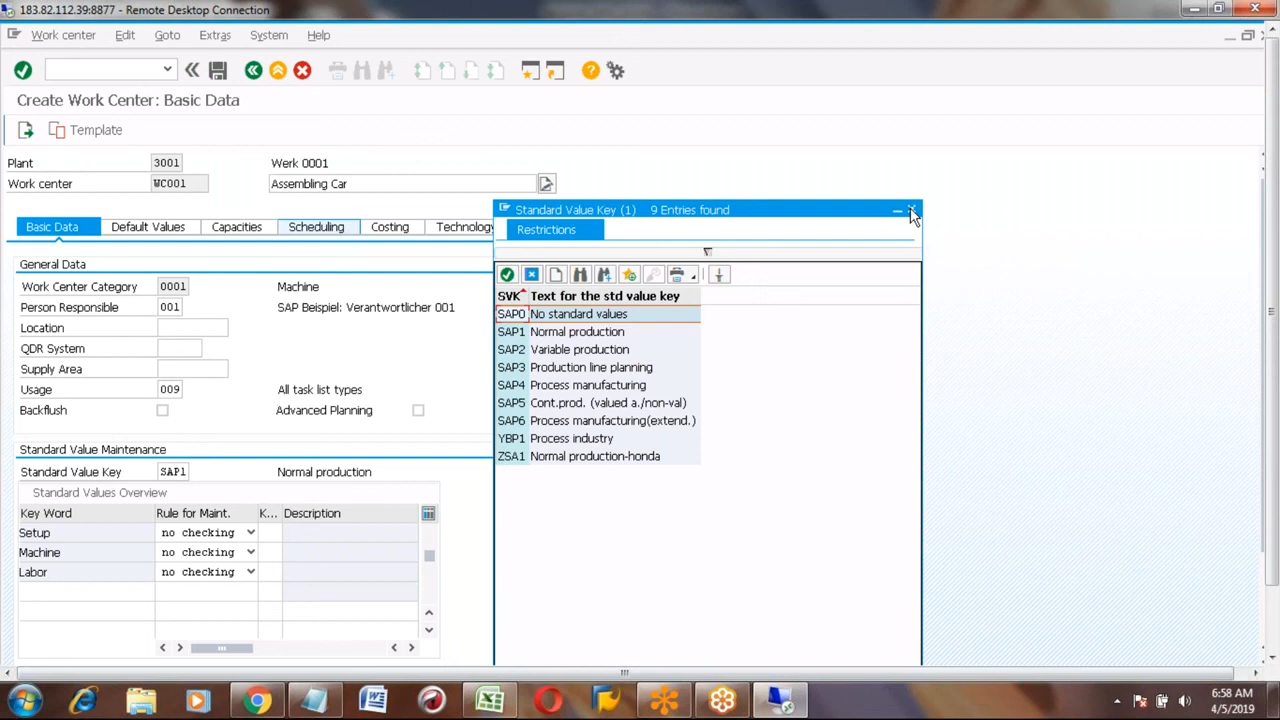 183.82.112.39:8877 - Remote Desktop Connection
Work center Edit Goto Extras System Help
Create Work Center: Basic Data
Template
Plant 3001 Werk 0001
Work center WC001 Assembling Car
Basic Data Default Values Capacities Scheduling Costing Technology
General Data
Work Center Category 0001 Machine
Person Responsible 001 SAP Beispiel: Verantwortlicher 001
Location
QDR System
Supply Area
Usage 009 All task list types
Backflush Advanced Planning
Standard Value Maintenance
Standard Value Key SAP1 Normal production
Standard Values Overview
Key Word Rule for Maint. K... Description
Setup no checking
Machine no checking
Labor no checking
Standard Value Key (1) 9 Entries found
Restrictions
SVK Text for the std value key
SAP0 No standard values
SAP1 Normal production
SAP2 Variable production
SAP3 Production line planning
SAP4 Process manufacturing
SAP5 Cont.prod. (valued a./non-val)
SAP6 Process manufacturing(extend.)
YBP1 Process industry
ZSA1 Normal production-honda
6:58 AM
4/5/2019